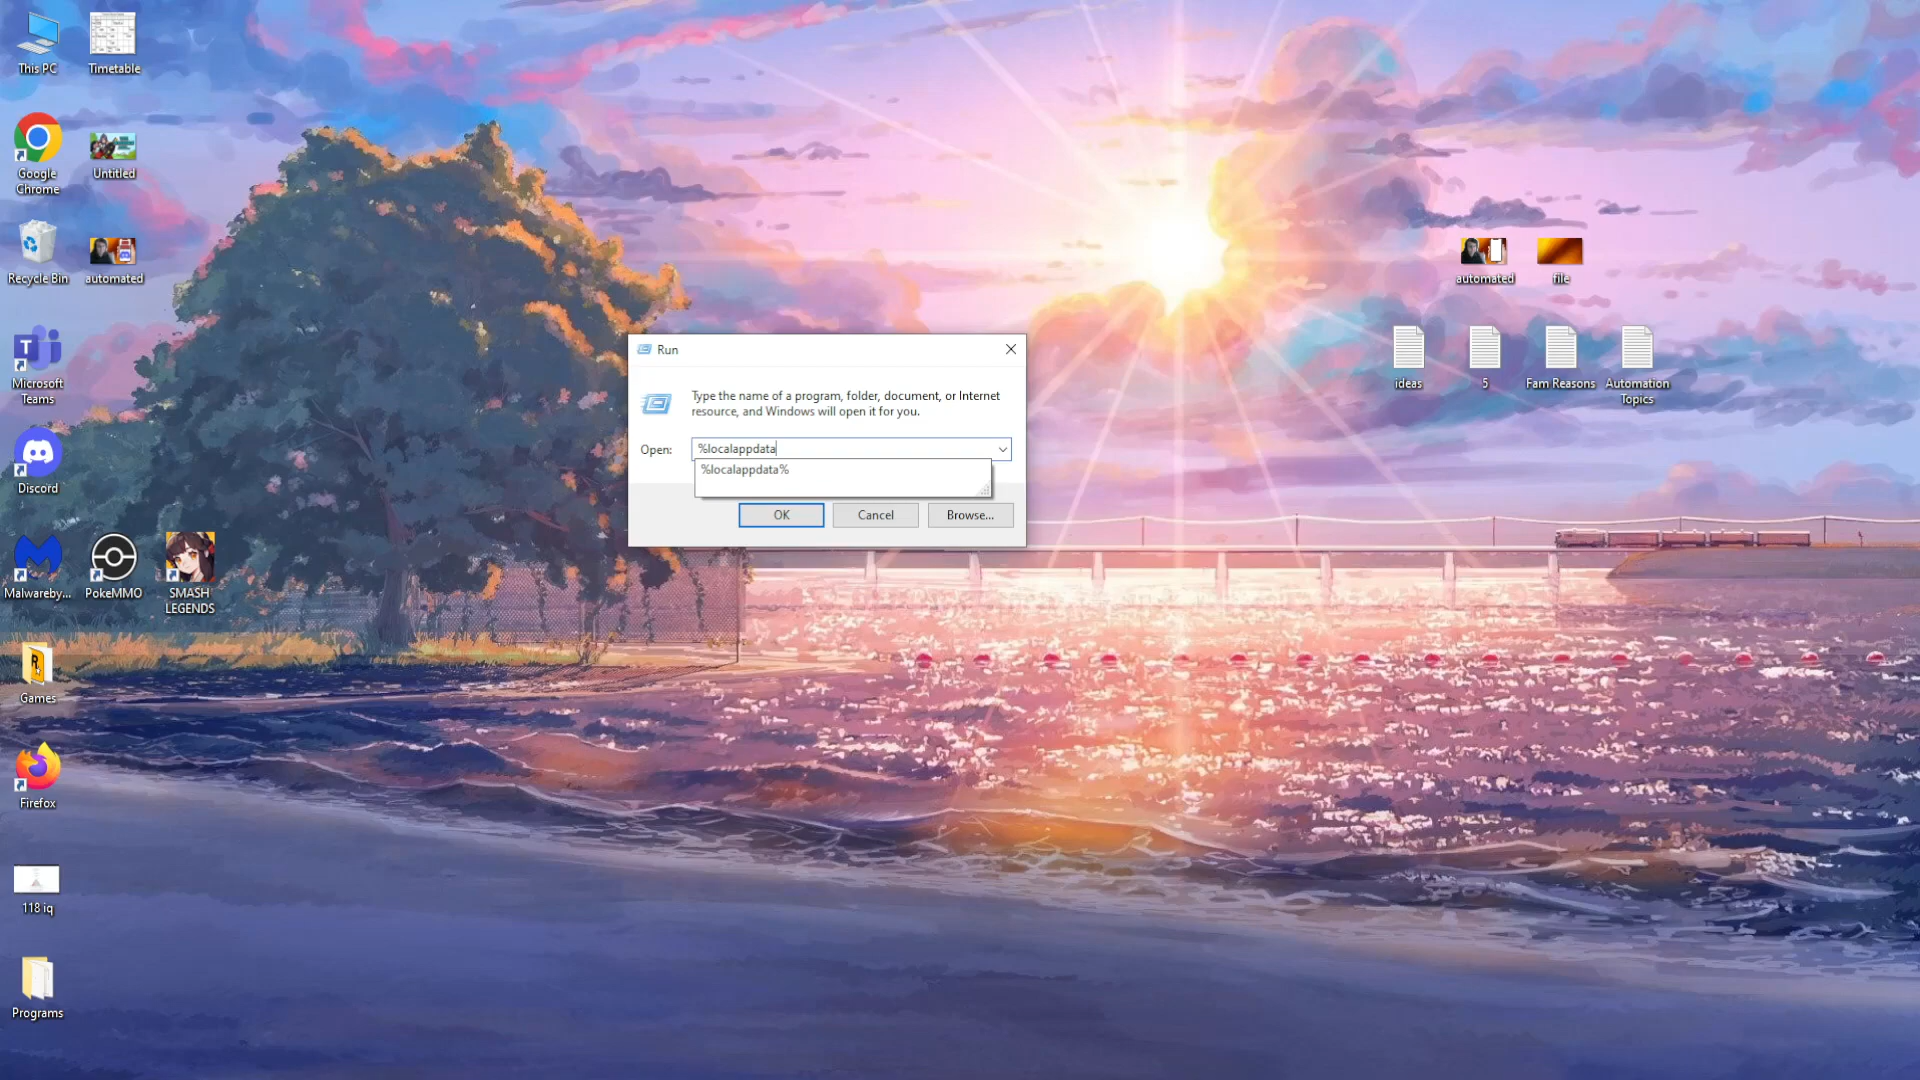 This PC
Timetable
Google
Chrome
Untitled
Recycle Bin
automated
automated
file
Microsoft
Teams
ideas
5
Fam Reasons
Automation
Topics
Run
Type the name of a program, folder, document, or Internet
resource, and Windows will open it for you.
Open:
%localappdata
%localappdata%
OK
Cancel
Browse...
Discord
Malwareby...
PokeMMO
SMASH
LEGENDS
Games
Firefox
118 iq
Programs